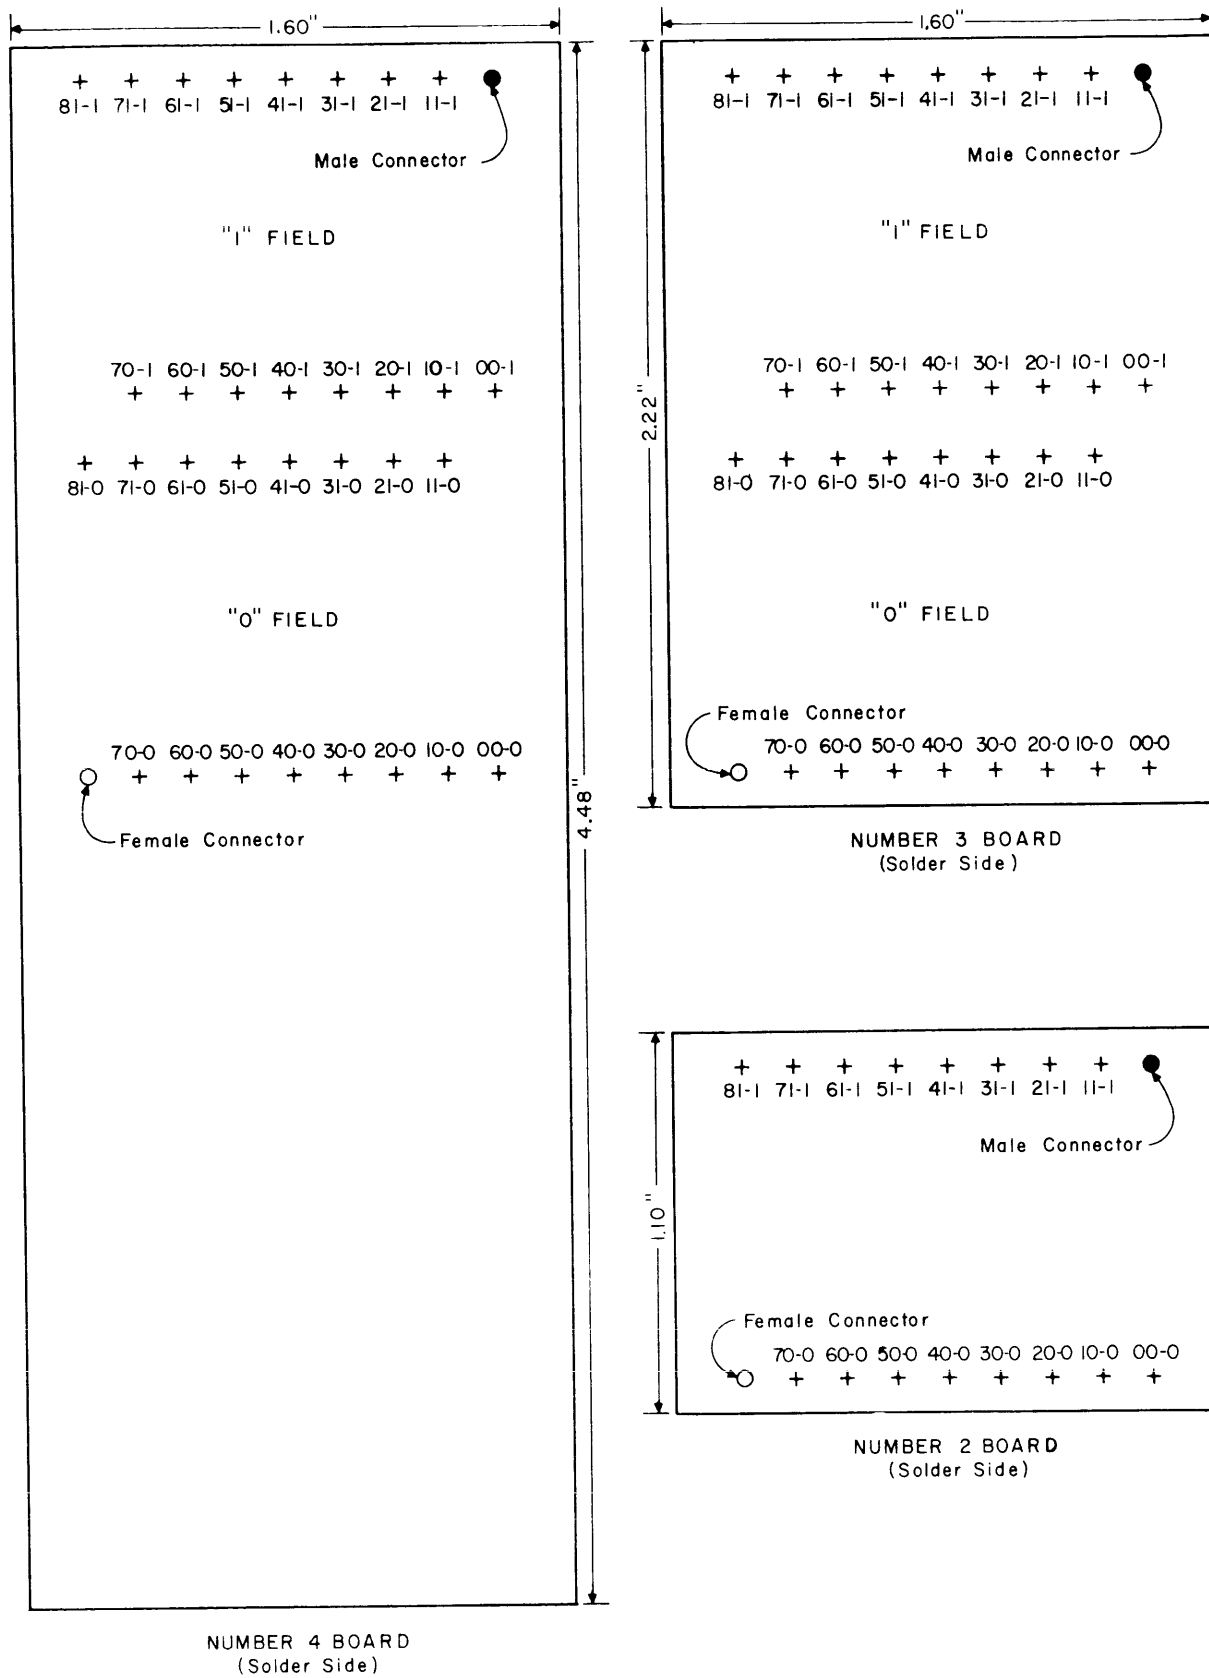 1.60"
81-1 71-1 61-1 51-1 41-1 31-1 21-1 11-1
Male Connector
"1" FIELD
70-1 60-1 50-1 40-1 30-1 20-1 10-1 00-1
81-0 71-0 61-0 51-0 41-0 31-0 21-0 11-0
"0" FIELD
70-0 60-0 50-0 40-0 30-0 20-0 10-0 00-0
Female Connector
4.48"
NUMBER 4 BOARD
(Solder Side)
1.60"
81-1 71-1 61-1 51-1 41-1 31-1 21-1 11-1
Male Connector
"1" FIELD
70-1 60-1 50-1 40-1 30-1 20-1 10-1 00-1
2.22"
81-0 71-0 61-0 51-0 41-0 31-0 21-0 11-0
"0" FIELD
Female Connector
70-0 60-0 50-0 40-0 30-0 20-0 10-0 00-0
NUMBER 3 BOARD
(Solder Side)
81-1 71-1 61-1 51-1 41-1 31-1 21-1 11-1
Male Connector
1.10"
Female Connector
70-0 60-0 50-0 40-0 30-0 20-0 10-0 00-0
NUMBER 2 BOARD
(Solder Side)